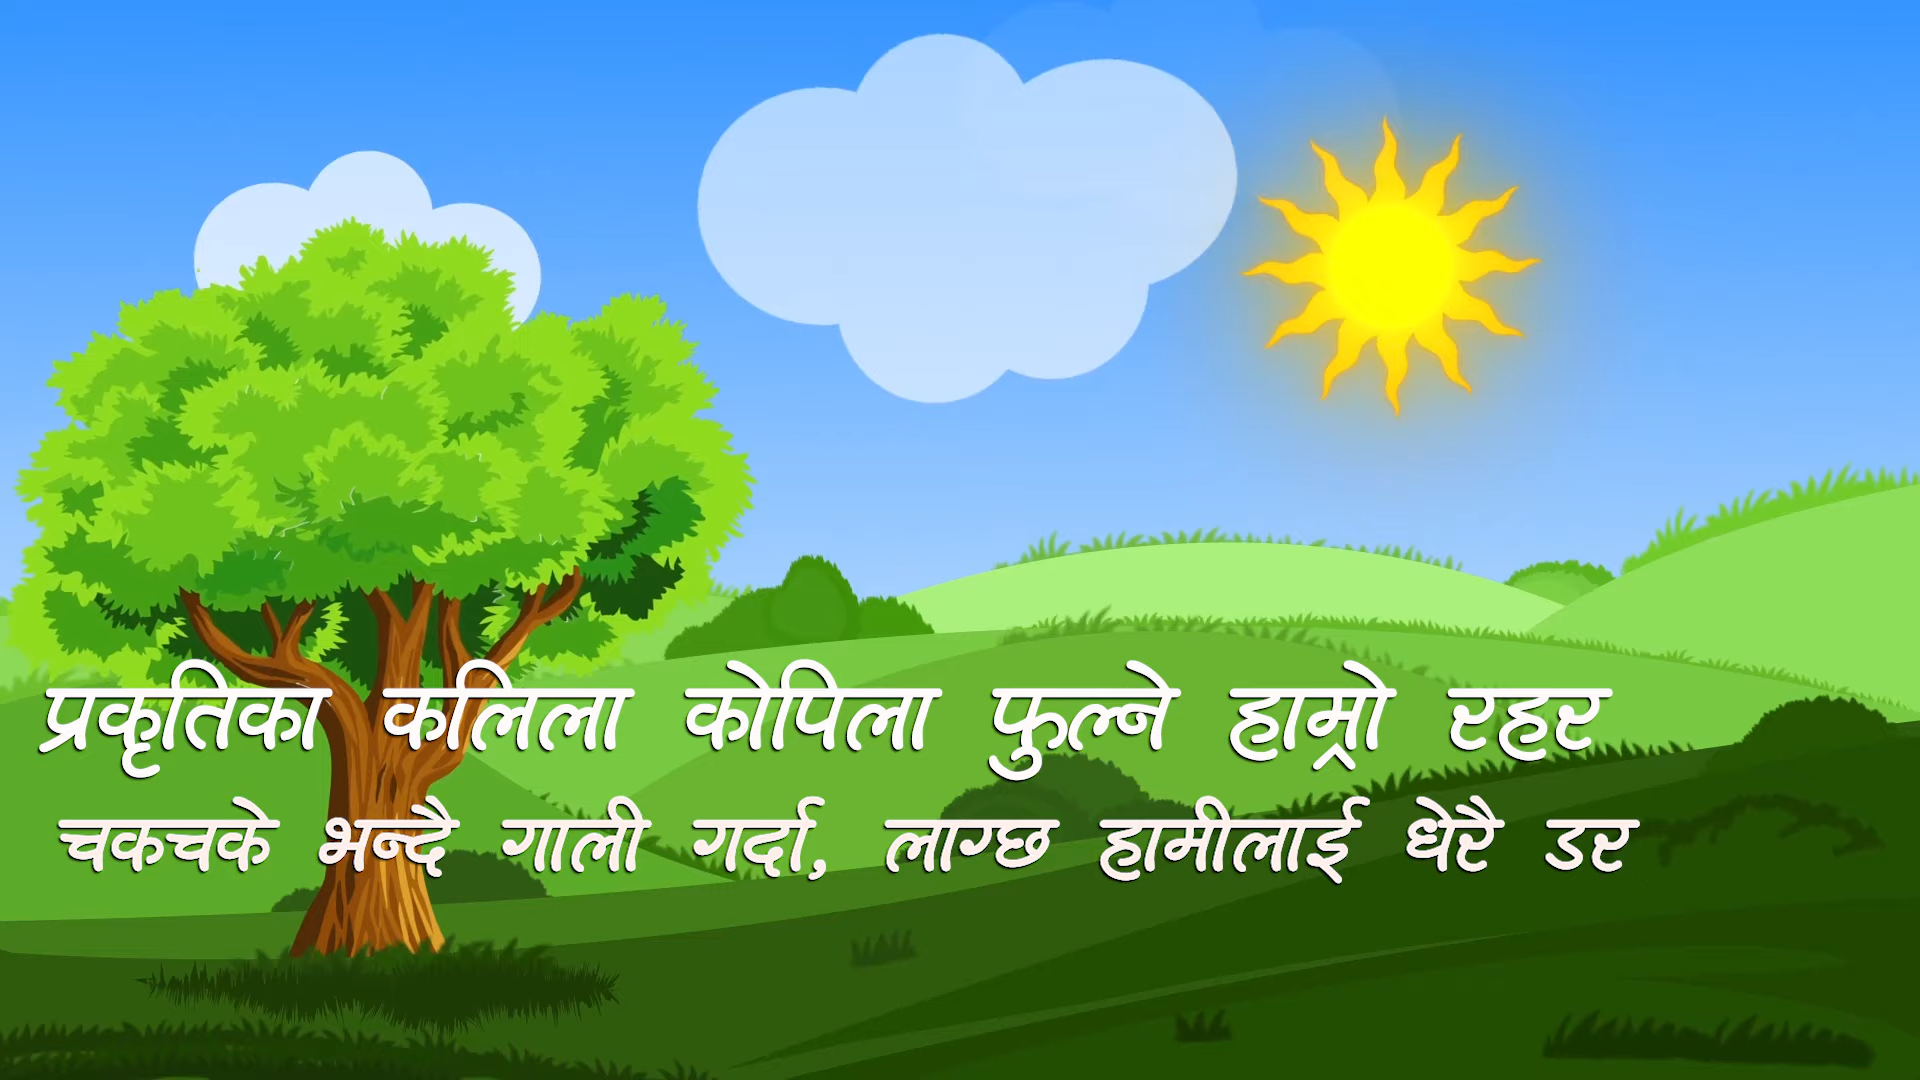 प्रकृतिका कलिला कोपिला फुल्ने हाम्रो रहर
चकचके भन्दै गाली गर्दा, लाग्छ हामीलाई धेरै डर